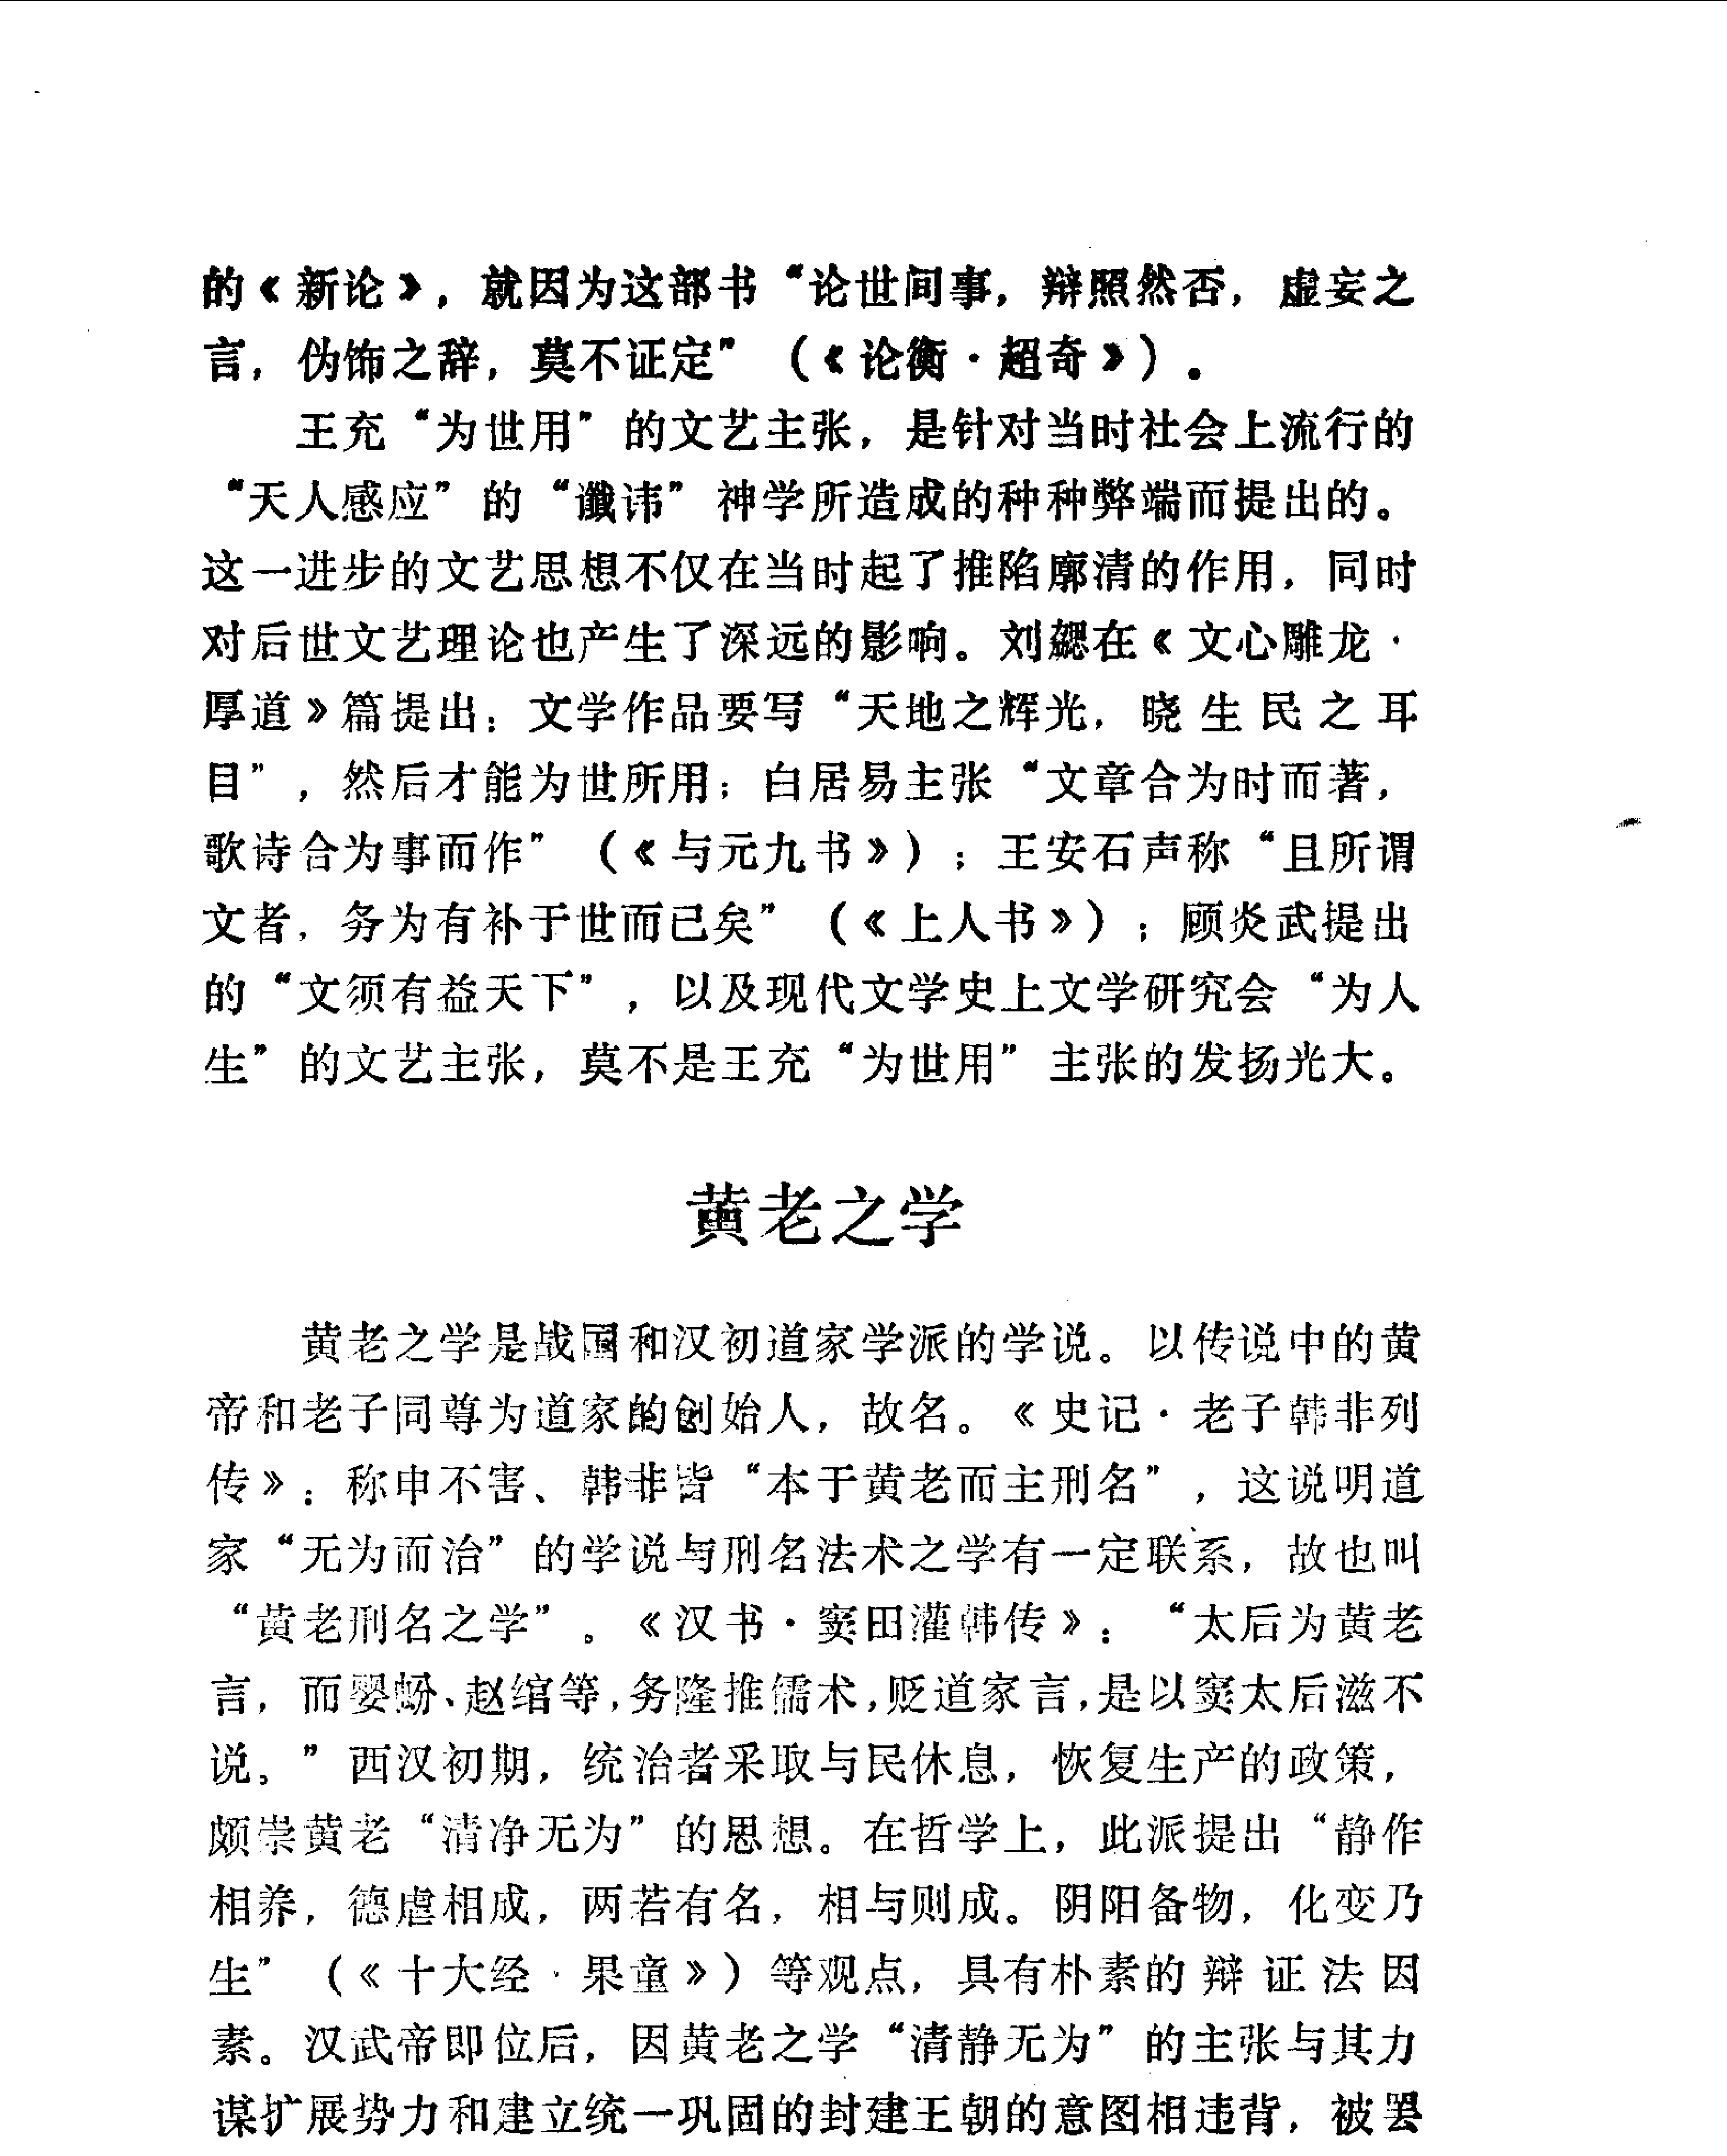 的《新论》，就因为这部书“论世间事，辩照然否，虚妄之
言，伪饰之辞，莫不证定”（《论衡·超奇》）。
王充“为世用”的文艺主张，是针对当时社会上流行的
“天人感应”的“谶讳”神学所造成的种种弊端而提出的。
这一进步的文艺思想不仅在当时起了推陷廓清的作用，同时
对后世文艺理论也产生了深远的影响。刘勰在《文心雕龙·
厚道》篇提出：文学作品要写“天地之辉光，晓生民之耳
目”，然后才能为世所用；白居易主张“文章合为时而著，
歌诗合为事而作”（《与元九书》）；王安石声称“且所谓
文者，务为有补于世而已矣”（《上人书》）；顾炎武提出
的“文须有益天下”，以及现代文学史上文学研究会“为人
生”的文艺主张，莫不是王充“为世用”主张的发扬光大。
黄老之学
黄老之学是战国和汉初道家学派的学说。以传说中的黄
帝和老子同尊为道家的创始人，故名。《史记·老子韩非列
传》：称申不害、韩非皆“本于黄老而主刑名”，这说明道
家“无为而治”的学说与刑名法术之学有一定联系，故也叫
“黄老刑名之学”。《汉书·窦田灌韩传》：“太后为黄老
言，而婴蚡、赵绾等，务隆推儒术，贬道家言，是以窦太后滋不
说。”西汉初期，统治者采取与民休息，恢复生产的政策，
颇崇黄老“清净无为”的思想。在哲学上，此派提出“静作
相养，德虐相成，两若有名，相与则成。阴阳备物，化变乃
生”（《十大经·果童》）等观点，具有朴素的辩证法因
素。汉武帝即位后，因黄老之学“清静无为”的主张与其力
谋扩展势力和建立统一巩固的封建王朝的意图相违背，被罢